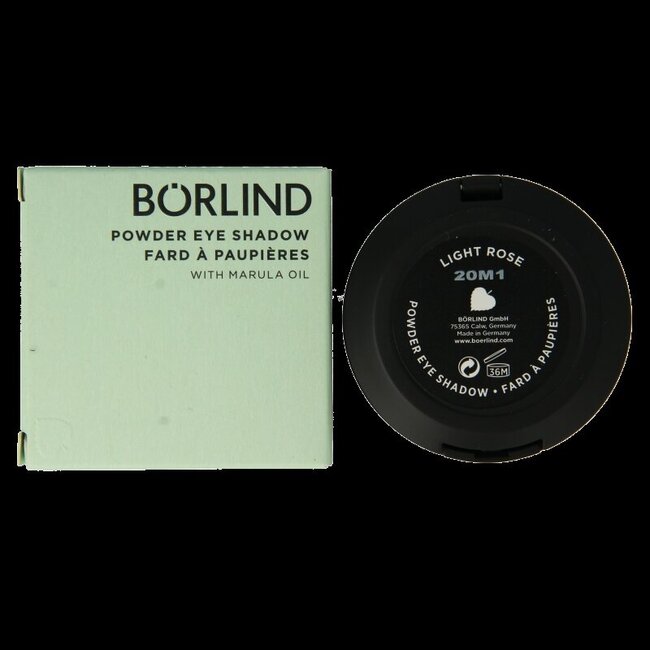 BÖRLIND
POWDER EYE SHADOW
FARD À PAUPIÈRES
WITH MARULA OIL
LIGHT ROSE
20M1
BÖRLIND GmbH
75365 Calw, Germany
Made in Germany
www.boerlind.com
36M
POWDER EYE SHADOW • FARD À PAUPIÈRES